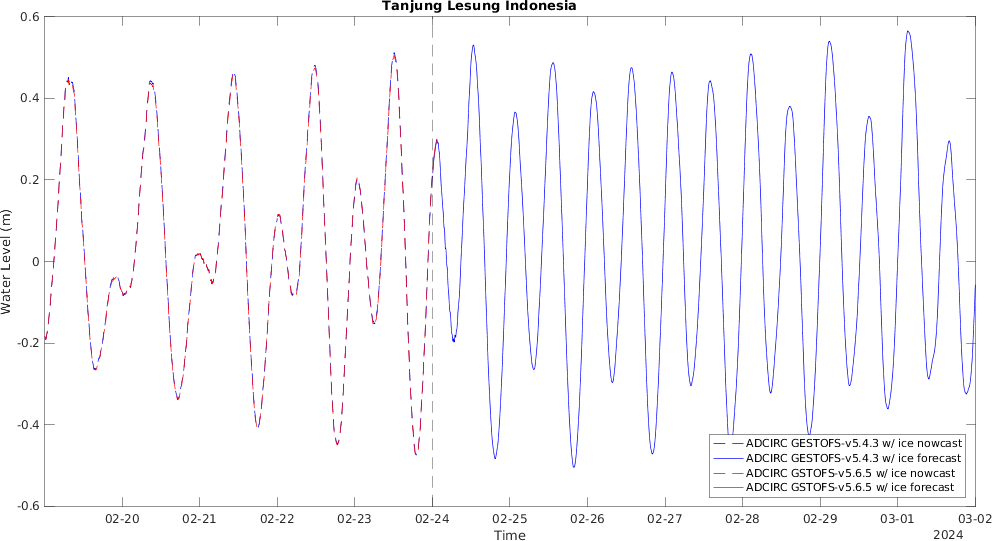 Tanjung Lesung Indonesia
Water Level (m)
0.6
0.4
0.2
0
-0.2
-0.4
-0.6
02-20 02-21 02-22 02-23 02-24 02-25 02-26 02-27 02-28 02-29 03-01 03-02
Time
2024
ADCIRC GESTOFS-v5.4.3 w/ ice nowcast
ADCIRC GESTOFS-v5.4.3 w/ ice forecast
ADCIRC GSTOFS-v5.6.5 w/ ice nowcast
ADCIRC GSTOFS-v5.6.5 w/ ice forecast